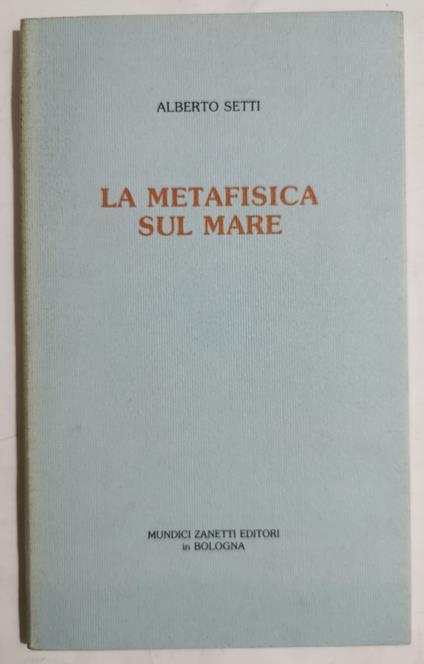 ALBERTO SETTI
LA METAFISICA
SUL MARE
MUNDICI ZANETTI EDITORI
in BOLOGNA